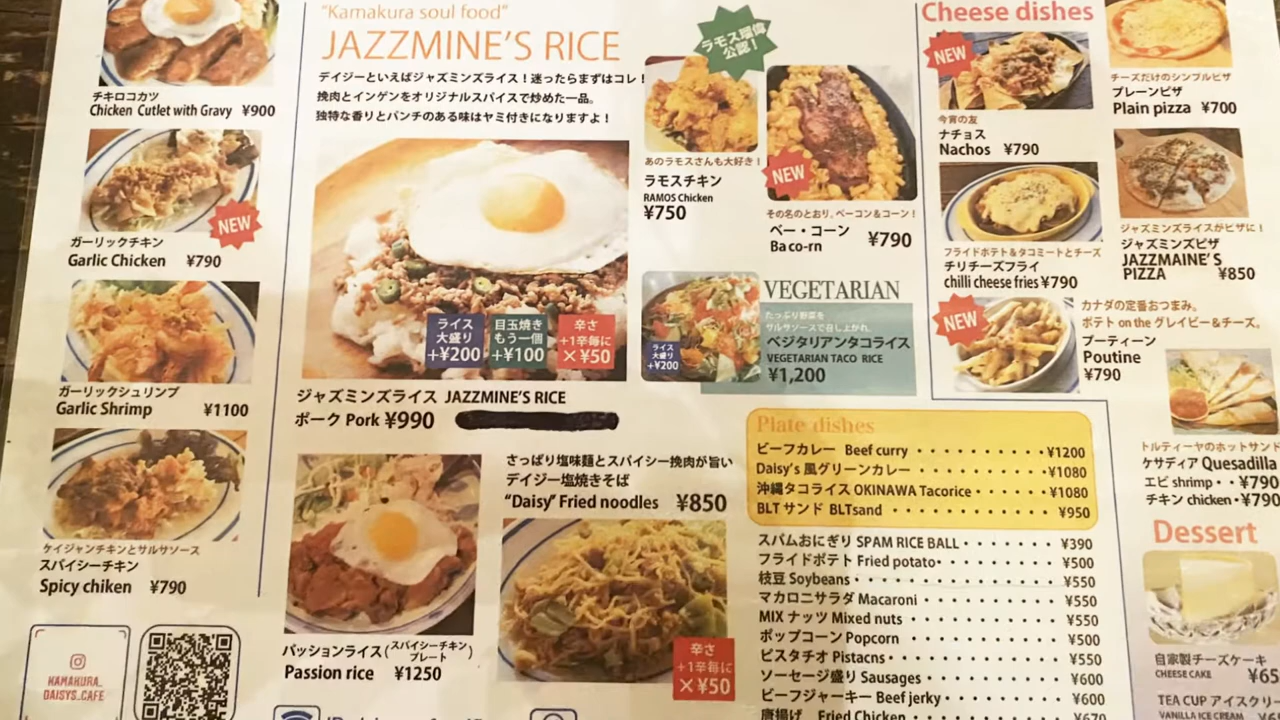 チキロコカツ
Chicken Cutlet with Gravy ¥900
NEW
ガーリックチキン
Garlic Chicken ¥790
ガーリックシュリンプ
Garlic Shrimp ¥1100
ケイジャンチキンとサルサソース
スパイシーチキン
Spicy chiken ¥790
KAMAKURA_
DAISYS.CAFE
"Kamakura soul food"
JAZZMINE'S RICE
デイジーといえばジャズミンズライス！迷ったらまずはコレ！
挽肉とインゲンをオリジナルスパイスで炒めた一品。
独特な香りとパンチのある味はヤミ付きになりますよ！
ライス
大盛り
+¥200
目玉焼き
もう一個
+¥100
辛さ
+1辛毎に
×¥50
ジャズミンズライス JAZZMINE'S RICE
ポーク Pork ¥990
パッションライス(スパイシーチキンプレート)
Passion rice ¥1250
さっぱり塩味麺とスパイシー挽肉が旨い
デイジー塩焼きそば
"Daisy" Fried noodles ¥850
辛さ
+1辛毎に
×¥50
ラモス瑠偉
公認！
あのラモスさんも大好き！
ラモスチキン
RAMOS Chicken
¥750
NEW
その名のとおり、ベーコン＆コーン！
ベー・コーン
Baco-rn ¥790
VEGETARIAN
たっぷり野菜を
サルサソースで召し上がれ。
ベジタリアンタコライス
VEGETARIAN TACO RICE
¥1,200
ライス
大盛り
+¥200
Plate dishes
ビーフカレー Beef curry ・・・・・・・・・¥1200
Daisy's 風グリーンカレー ・・・・・・・・・¥1080
沖縄タコライス OKINAWA Tacorice・・・・・・¥1080
BLT サンド BLTsand ・・・・・・・・・・・ ¥950
スパムおにぎり SPAM RICE BALL・・・・・・・ ¥390
フライドポテト Fried potato・・・・・・・・・ ¥500
枝豆 Soybeans・・・・・・・・・・・・・・ ¥550
マカロニサラダ Macaroni ・・・・・・・・・・ ¥550
MIX ナッツ Mixed nuts ・・・・・・・・・・・ ¥550
ポップコーン Popcorn ・・・・・・・・・・・ ¥500
ピスタチオ Pistacns・・・・・・・・・・・・ ¥550
ソーセージ盛り Sausages ・・・・・・・・・・ ¥600
ビーフジャーキー Beef jerky・・・・・・・・・ ¥600
唐揚げ Fried Chicken・・・・・・・・・・・ ¥670
Cheese dishes
NEW
今宵の友
ナチョス
Nachos ¥790
フライドポテト＆タコミートとチーズ
チリチーズフライ
chilli cheese fries ¥790
NEW
カナダの定番おつまみ。
ポテト on the グレイビー＆チーズ。
プーティーン
Poutine
¥790
チーズだけのシンプルピザ
プレーンピザ
Plain pizza ¥700
ジャズミンズライスがピザに！
ジャズミンズピザ
JAZZMAINE'S
PIZZA ¥850
トルティーヤのホットサンド
ケサディア Quesadilla
エビ shrimp・・¥790
チキン chicken・¥790
Dessert
自家製チーズケーキ
CHEESE CAKE ¥65
TEA CUP アイスクリー
VANILLA ICE CREAM